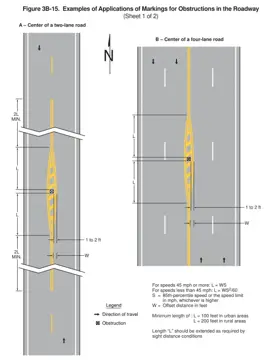 Figure 3B-15. Examples of Applications of Markings for Obstructions in the Roadway
(Sheet 1 of 2)
A – Center of a two-lane road
B – Center of a four-lane road
N
2L
MIN.
L
L
2L
MIN.
1 to 2 ft
W
L
L
1 to 2 ft
W
Legend
Direction of travel
Obstruction
For speeds 45 mph or more: L = WS
For speeds less than 45 mph: L = WS²/60
S = 85th-percentile speed or the speed limit
in mph, whichever is higher
W = Offset distance in feet
Minimum length of: L = 100 feet in urban areas
L = 200 feet in rural areas
Length "L" should be extended as required by
sight distance conditions